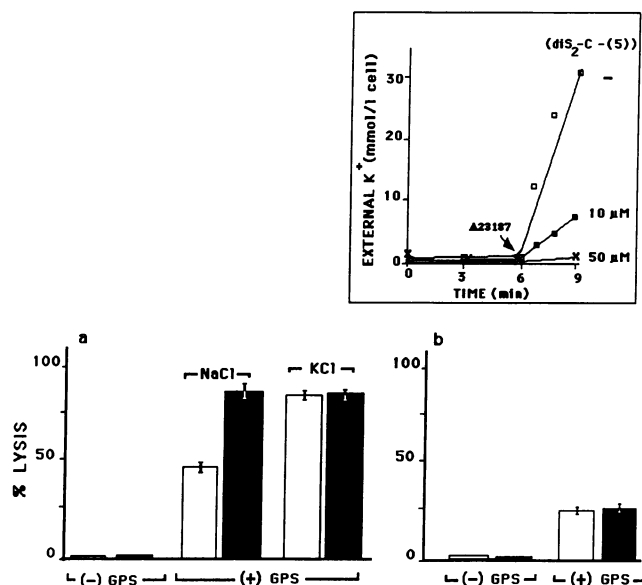 (diS2-C -(5))
30
20
10
0
EXTERNAL K+ (mmol/l cell)
A23187
10 µM
50 µM
0 3 6 9
TIME (min)
a
b
100
50
0
% LYSIS
NaCl
KCl
(-) GPS
(+) GPS
100
50
0
(-) GPS
(+) GPS